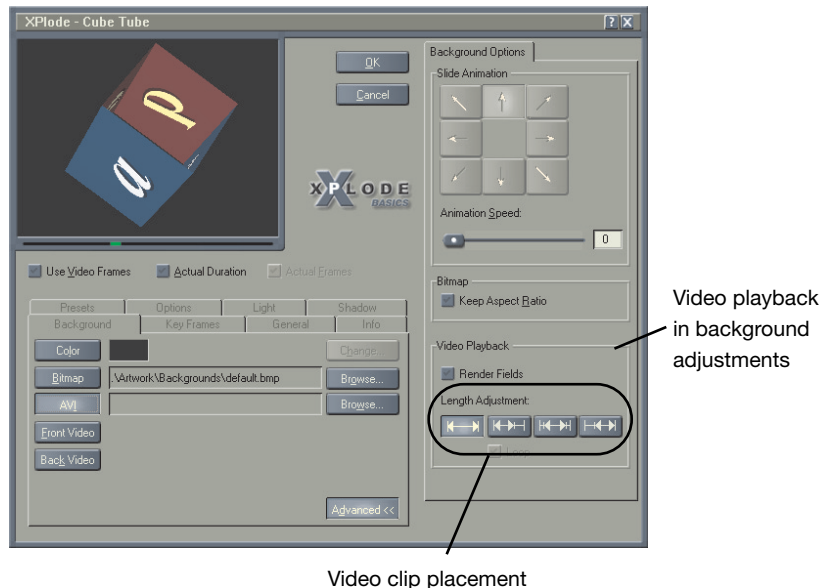 XPlode - Cube Tube
? X
d
a
OK
Cancel
XPLODE
BASICS
Use Video Frames
Actual Duration
Actual Frames
Presets
Options
Light
Shadow
Background
Key Frames
General
Info
Color
Change...
Bitmap
.\Artwork\Backgrounds\default.bmp
Browse...
AVI
Browse...
Front Video
Back Video
Advanced <<
Background Options
Slide Animation
Animation Speed:
0
Bitmap
Keep Aspect Ratio
Video Playback
Render Fields
Length Adjustment:
Loop
Video playback
in background
adjustments
Video clip placement